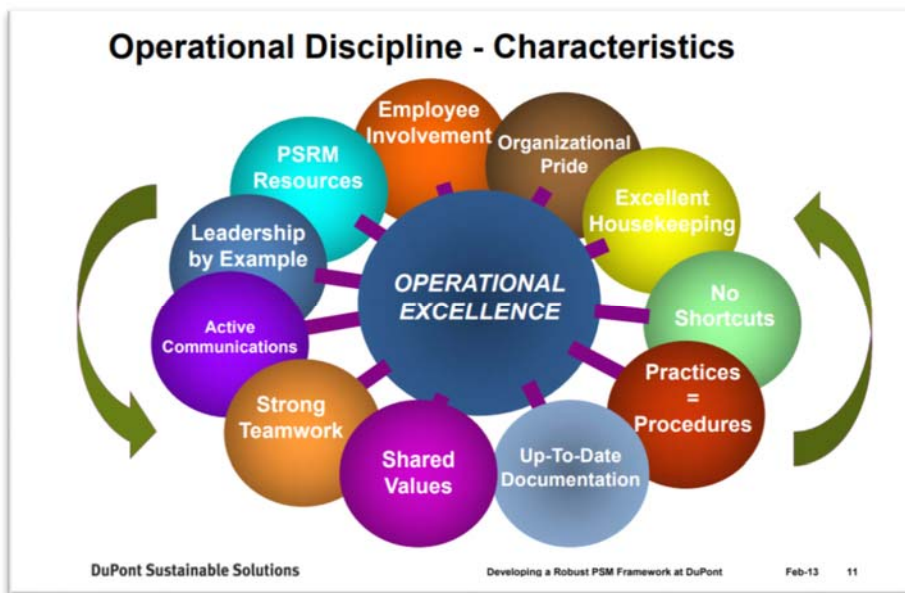 Operational Discipline - Characteristics
Employee
Involvement
Organizational
Pride
PSRM
Resources
Excellent
Housekeeping
Leadership
by Example
OPERATIONAL
EXCELLENCE
No
Shortcuts
Active
Communications
Practices
=
Procedures
Strong
Teamwork
Shared
Values
Up-To-Date
Documentation
DuPont Sustainable Solutions
Developing a Robust PSM Framework at DuPont
Feb-13
11